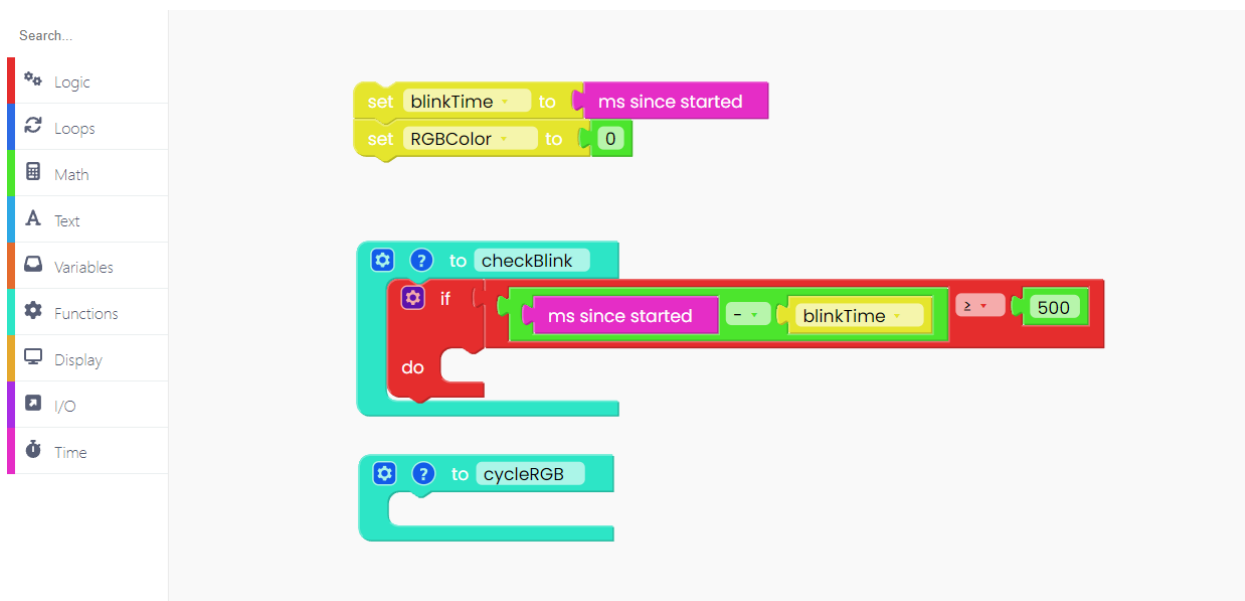 Search...
Logic
Loops
Math
Text
Variables
Functions
Display
I/O
Time
set blinkTime to ms since started
set RGBColor to 0
? to checkBlink
if ms since started - blinkTime ≥ 500
do
? to cycleRGB